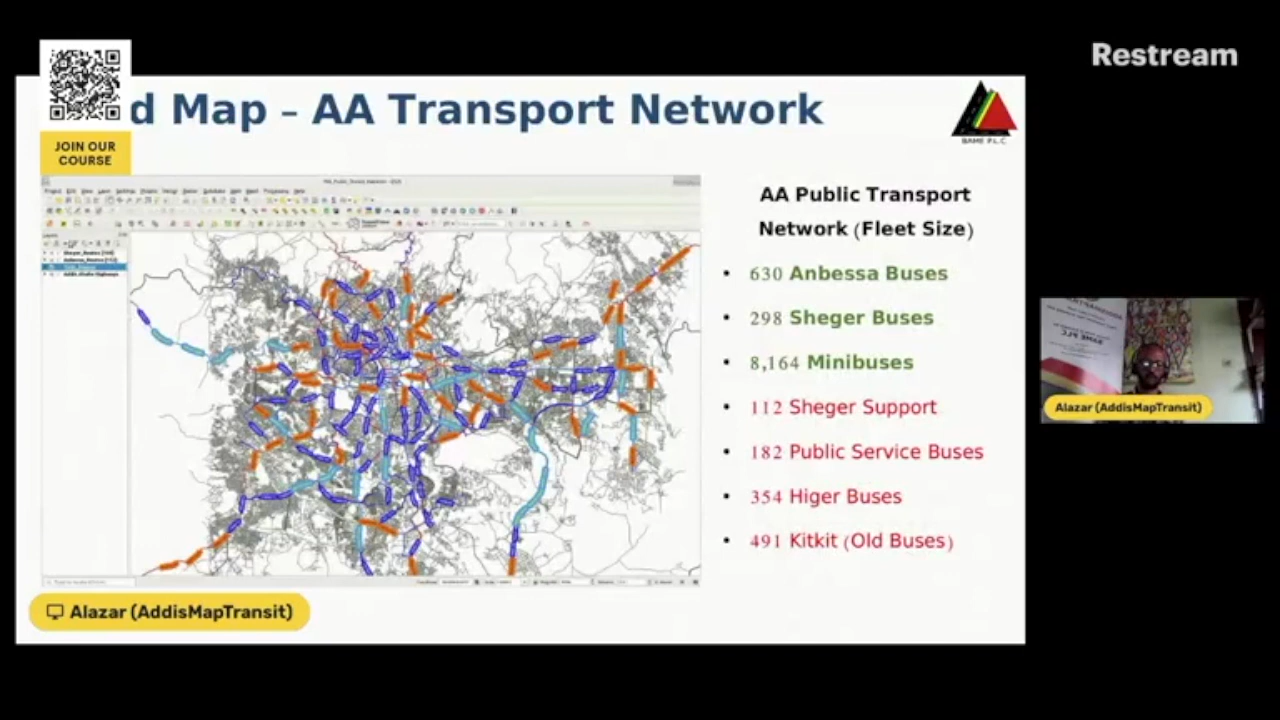 Restream
d Map – AA Transport Network
BAME P.L.C
JOIN OUR
COURSE
AA Public Transport
Network (Fleet Size)
• 630 Anbessa Buses
• 298 Sheger Buses
• 8,164 Minibuses
• 112 Sheger Support
• 182 Public Service Buses
• 354 Higer Buses
• 491 Kitkit (Old Buses)
Alazar (AddisMapTransit)
Alazar (AddisMapTransit)